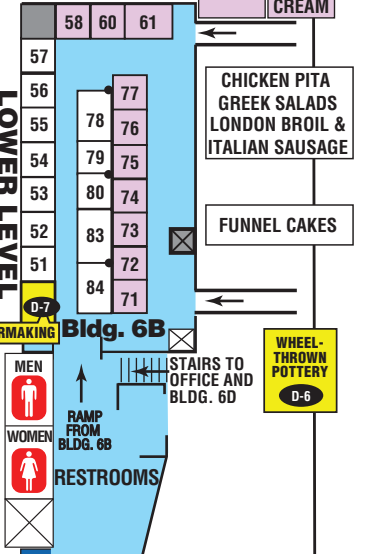 CREAM
58 60 61
57
56
55
54
53
52
51
LOWER LEVEL
78
79
80
83
84
77
76
75
74
73
72
71
CHICKEN PITA
GREEK SALADS
LONDON BROIL &
ITALIAN SAUSAGE
FUNNEL CAKES
D-7
RMAKING
Bldg. 6B
WHEEL-
THROWN
POTTERY
D-6
STAIRS TO
OFFICE AND
BLDG. 6D
MEN
RAMP
FROM
BLDG. 6B
WOMEN
RESTROOMS